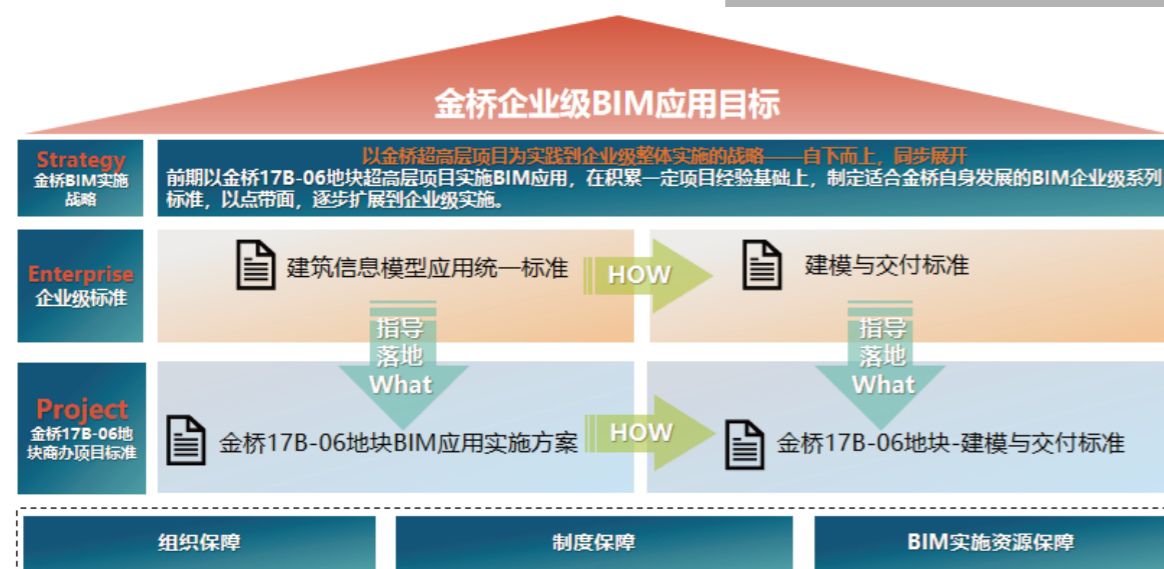 金桥企业级BIM应用目标
Strategy
金桥BIM实施
战略
以金桥超高层项目为实践到企业级整体实施的战略——自下而上，同步展开
前期以金桥17B-06地块超高层项目实施BIM应用，在积累一定项目经验基础上，制定适合金桥自身发展的BIM企业级系列
标准，以点带面，逐步扩展到企业级实施。
Enterprise
企业级标准
建筑信息模型应用统一标准
HOW
建模与交付标准
指导
落地
What
指导
落地
What
Project
金桥17B-06地
块商办项目标准
金桥17B-06地块BIM应用实施方案
HOW
金桥17B-06地块-建模与交付标准
组织保障
制度保障
BIM实施资源保障